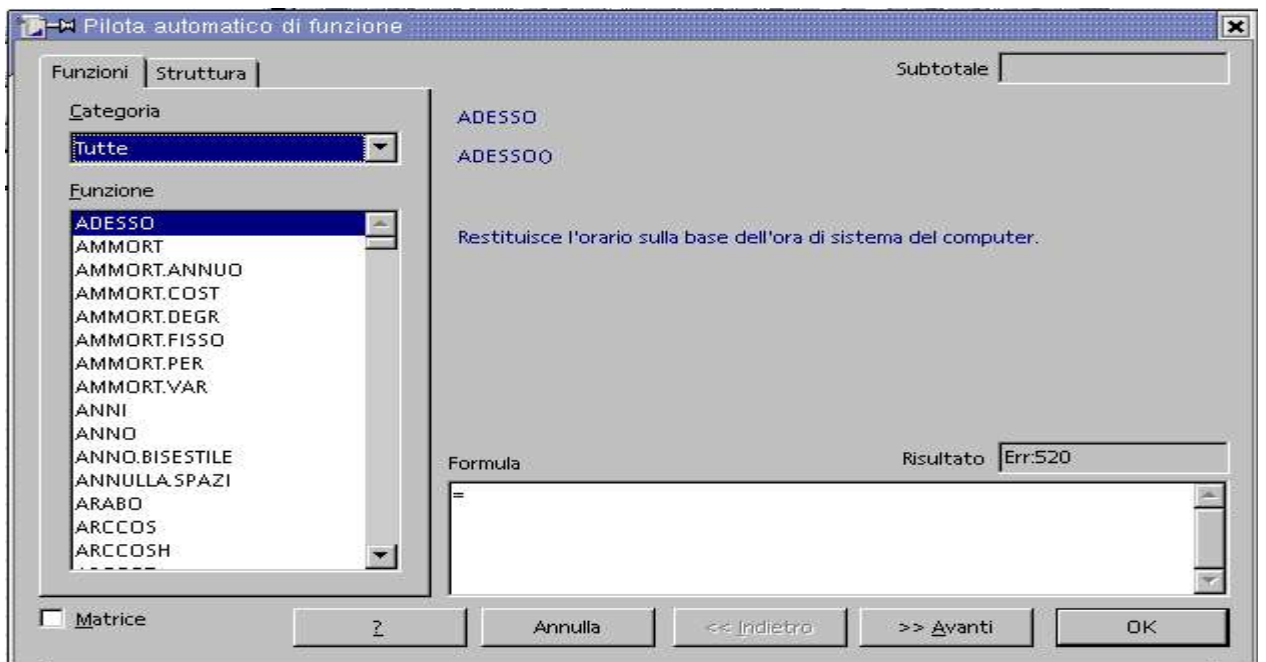 Pilota automatico di funzione
Funzioni
Struttura
Subtotale
Categoria
Tutte
Funzione
ADESSO
AMMORT
AMMORT.ANNUO
AMMORT.COST
AMMORT.DEGR
AMMORT.FISSO
AMMORT.PER
AMMORT.VAR
ANNI
ANNO
ANNO.BISESTILE
ANNULLA.SPAZI
ARABO
ARCCOS
ARCCOSH
ADESSO
ADESSO()
Restituisce l'orario sulla base dell'ora di sistema del computer.
Formula
Risultato
Err:520
=
Matrice
?
Annulla
<< Indietro
>> Avanti
OK